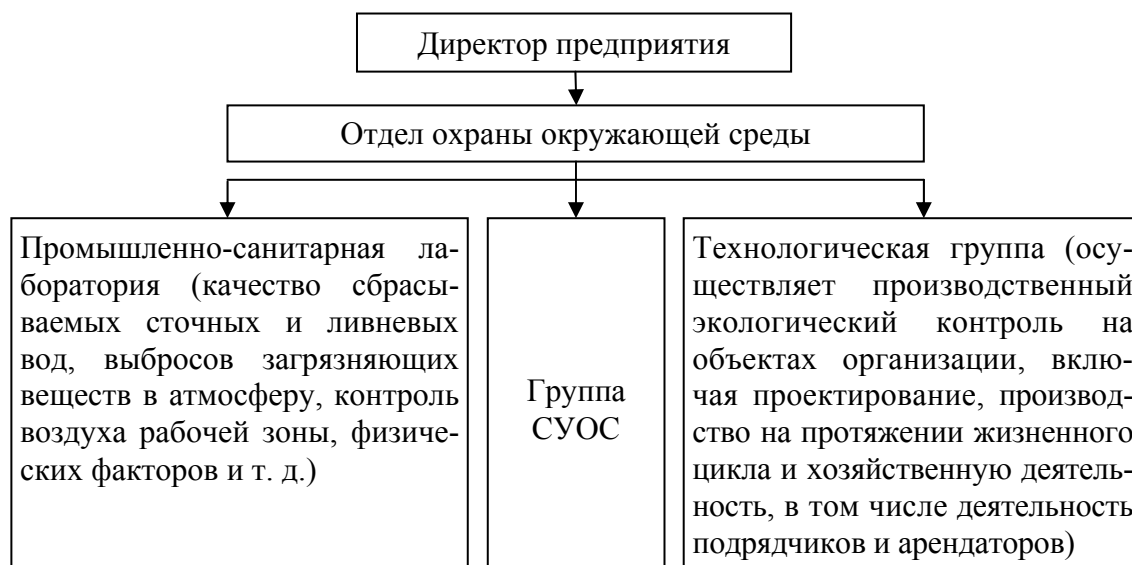 Директор предприятия
Отдел охраны окружающей среды
Промышленно-санитарная ла-
боратория (качество сбрасы-
ваемых сточных и ливневых
вод, выбросов загрязняющих
веществ в атмосферу, контроль
воздуха рабочей зоны, физиче-
ских факторов и т. д.)
Группа
СУОС
Технологическая группа (осу-
ществляет производственный
экологический контроль на
объектах организации, вклю-
чая проектирование, производ-
ство на протяжении жизненного
цикла и хозяйственную деятель-
ность, в том числе деятельность
подрядчиков и арендаторов)